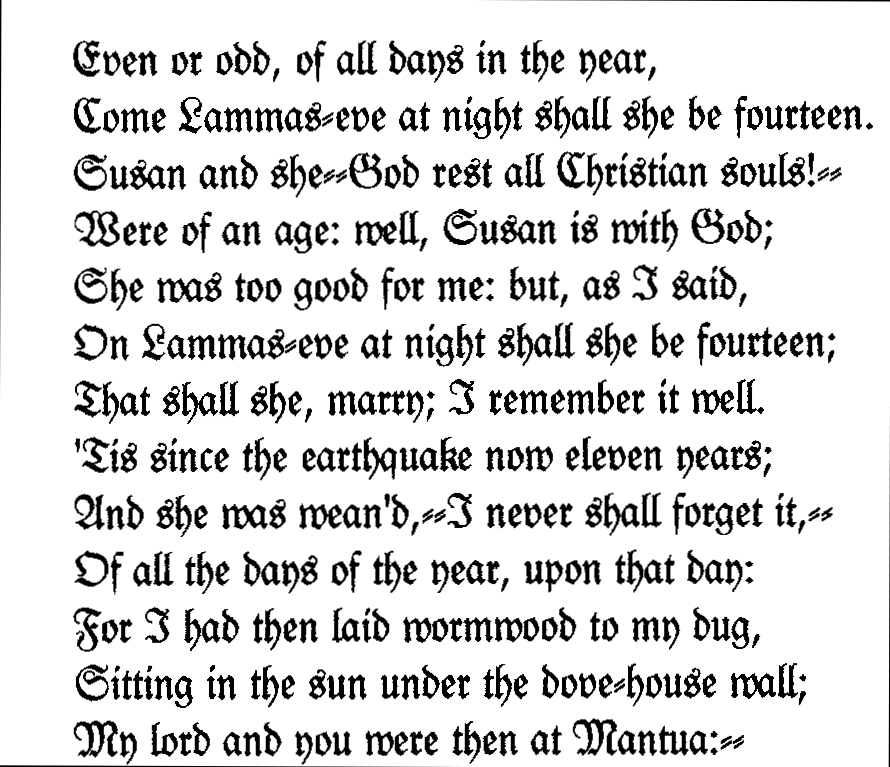 Even or odd, of all days in the year,
Come Lammas-eve at night shall she be fourteen.
Susan and she--God rest all Christian souls!--
Were of an age: well, Susan is with God;
She was too good for me: but, as I said,
On Lammas-eve at night shall she be fourteen;
That shall she, marry; I remember it well.
'Tis since the earthquake now eleven years;
And she was wean'd,--I never shall forget it,--
Of all the days of the year, upon that day:
For I had then laid wormwood to my dug,
Sitting in the sun under the dove-house wall;
My lord and you were then at Mantua:--